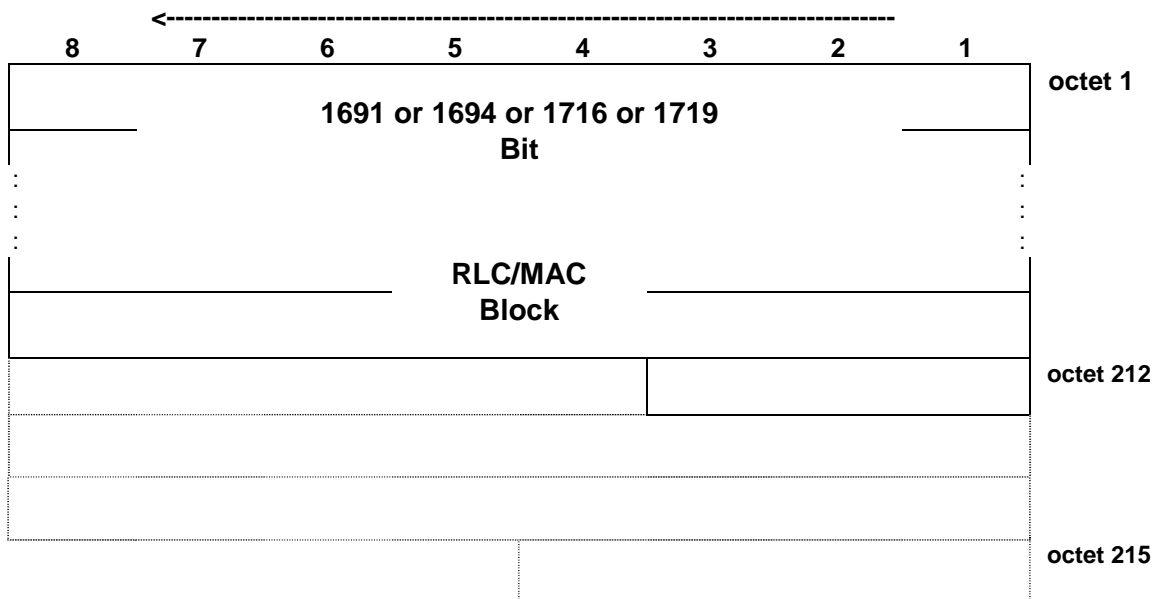 <---------------------------------------------------------------------------------
8 7 6 5 4 3 2 1
octet 1
1691 or 1694 or 1716 or 1719
Bit
: :
: :
: :
RLC/MAC
Block
octet 212
octet 215